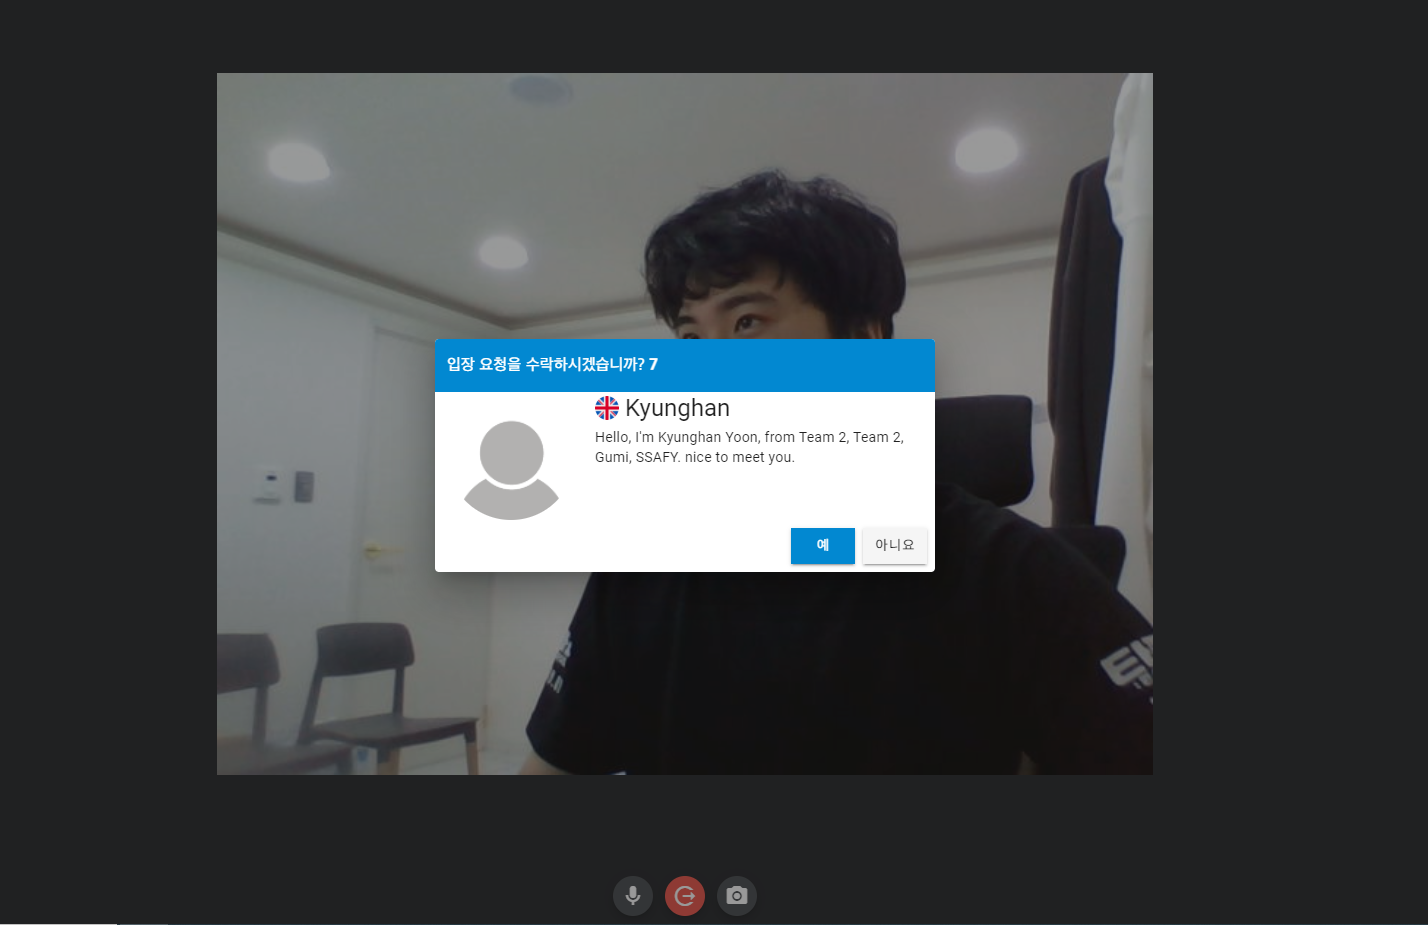 입장 요청을 수락하시겠습니까? 7
Kyunghan
Hello, I'm Kyunghan Yoon, from Team 2, Team 2,
Gumi, SSAFY. nice to meet you.
예
아니요